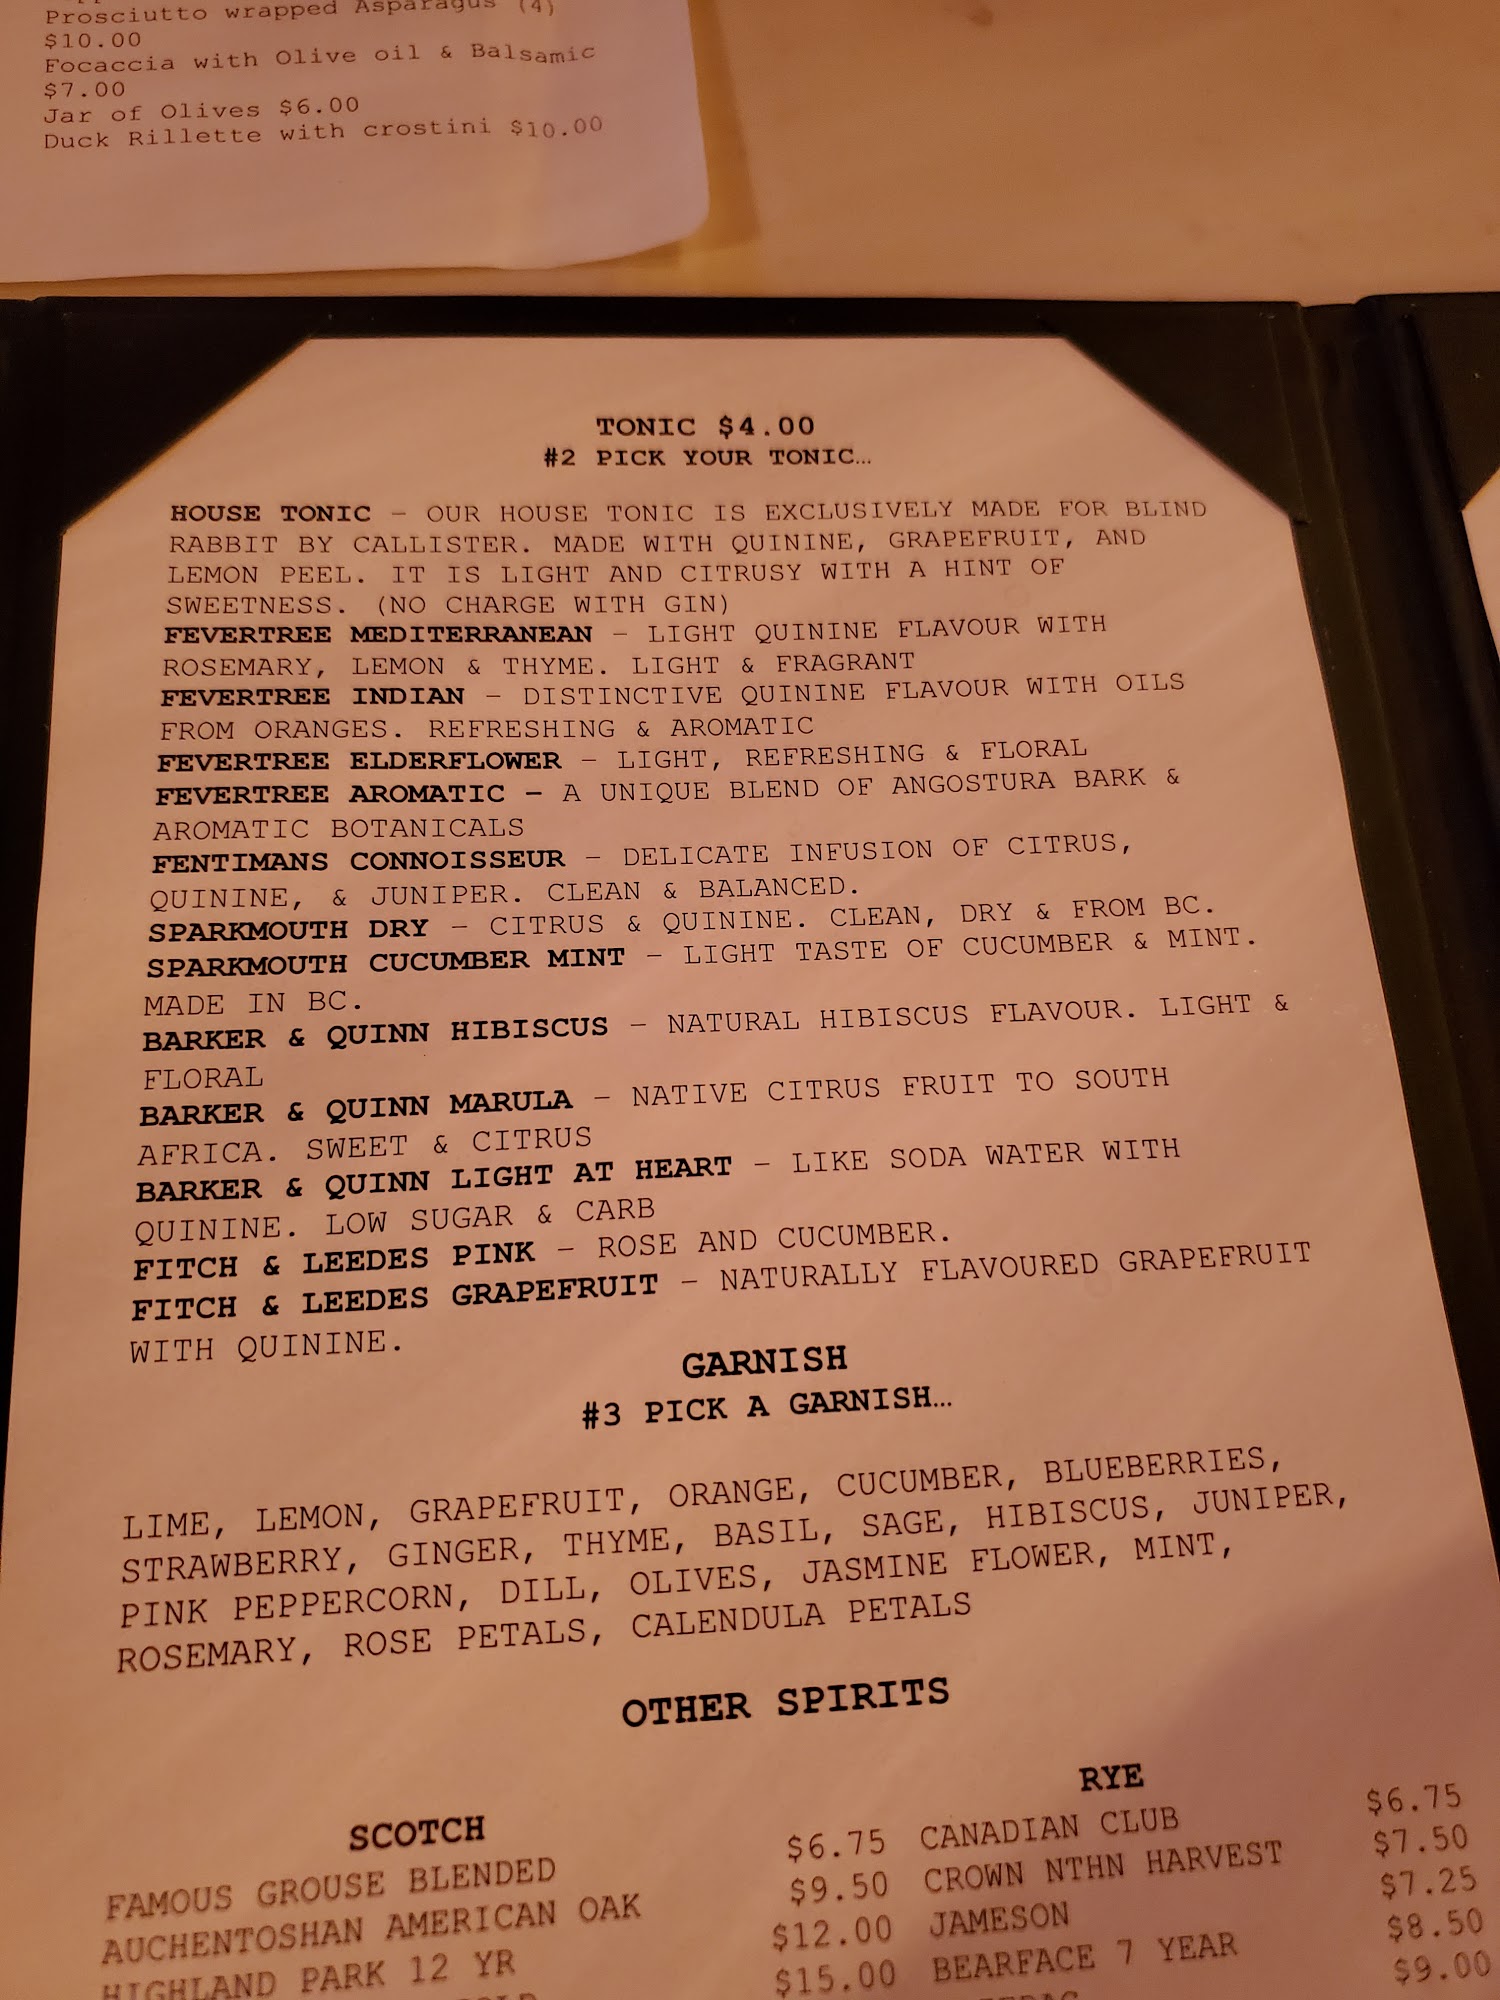 Prosciutto wrapped Asparagus (4)
$10.00
Focaccia with Olive oil & Balsamic
$7.00
Jar of Olives $6.00
Duck Rillette with crostini $10.00
TONIC $4.00
#2 PICK YOUR TONIC…
HOUSE TONIC – OUR HOUSE TONIC IS EXCLUSIVELY MADE FOR BLIND
RABBIT BY CALLISTER. MADE WITH QUININE, GRAPEFRUIT, AND
LEMON PEEL. IT IS LIGHT AND CITRUSY WITH A HINT OF
SWEETNESS. (NO CHARGE WITH GIN)
FEVERTREE MEDITERRANEAN – LIGHT QUININE FLAVOUR WITH
ROSEMARY, LEMON & THYME. LIGHT & FRAGRANT
FEVERTREE INDIAN – DISTINCTIVE QUININE FLAVOUR WITH OILS
FROM ORANGES. REFRESHING & AROMATIC
FEVERTREE ELDERFLOWER – LIGHT, REFRESHING & FLORAL
FEVERTREE AROMATIC – A UNIQUE BLEND OF ANGOSTURA BARK &
AROMATIC BOTANICALS
FENTIMANS CONNOISSEUR – DELICATE INFUSION OF CITRUS,
QUININE, & JUNIPER. CLEAN & BALANCED.
SPARKMOUTH DRY – CITRUS & QUININE. CLEAN, DRY & FROM BC.
SPARKMOUTH CUCUMBER MINT – LIGHT TASTE OF CUCUMBER & MINT.
MADE IN BC.
BARKER & QUINN HIBISCUS – NATURAL HIBISCUS FLAVOUR. LIGHT &
FLORAL
BARKER & QUINN MARULA – NATIVE CITRUS FRUIT TO SOUTH
AFRICA. SWEET & CITRUS
BARKER & QUINN LIGHT AT HEART – LIKE SODA WATER WITH
QUININE. LOW SUGAR & CARB
FITCH & LEEDES PINK – ROSE AND CUCUMBER.
FITCH & LEEDES GRAPEFRUIT – NATURALLY FLAVOURED GRAPEFRUIT
WITH QUININE.
GARNISH
#3 PICK A GARNISH…
LIME, LEMON, GRAPEFRUIT, ORANGE, CUCUMBER, BLUEBERRIES,
STRAWBERRY, GINGER, THYME, BASIL, SAGE, HIBISCUS, JUNIPER,
PINK PEPPERCORN, DILL, OLIVES, JASMINE FLOWER, MINT,
ROSEMARY, ROSE PETALS, CALENDULA PETALS
OTHER SPIRITS
SCOTCH
FAMOUS GROUSE BLENDED $6.75
AUCHENTOSHAN AMERICAN OAK $9.50
HIGHLAND PARK 12 YR $12.00
$15.00
RYE
CANADIAN CLUB $6.75
CROWN NTHN HARVEST $7.50
JAMESON $7.25
BEARFACE 7 YEAR $8.50
$9.00